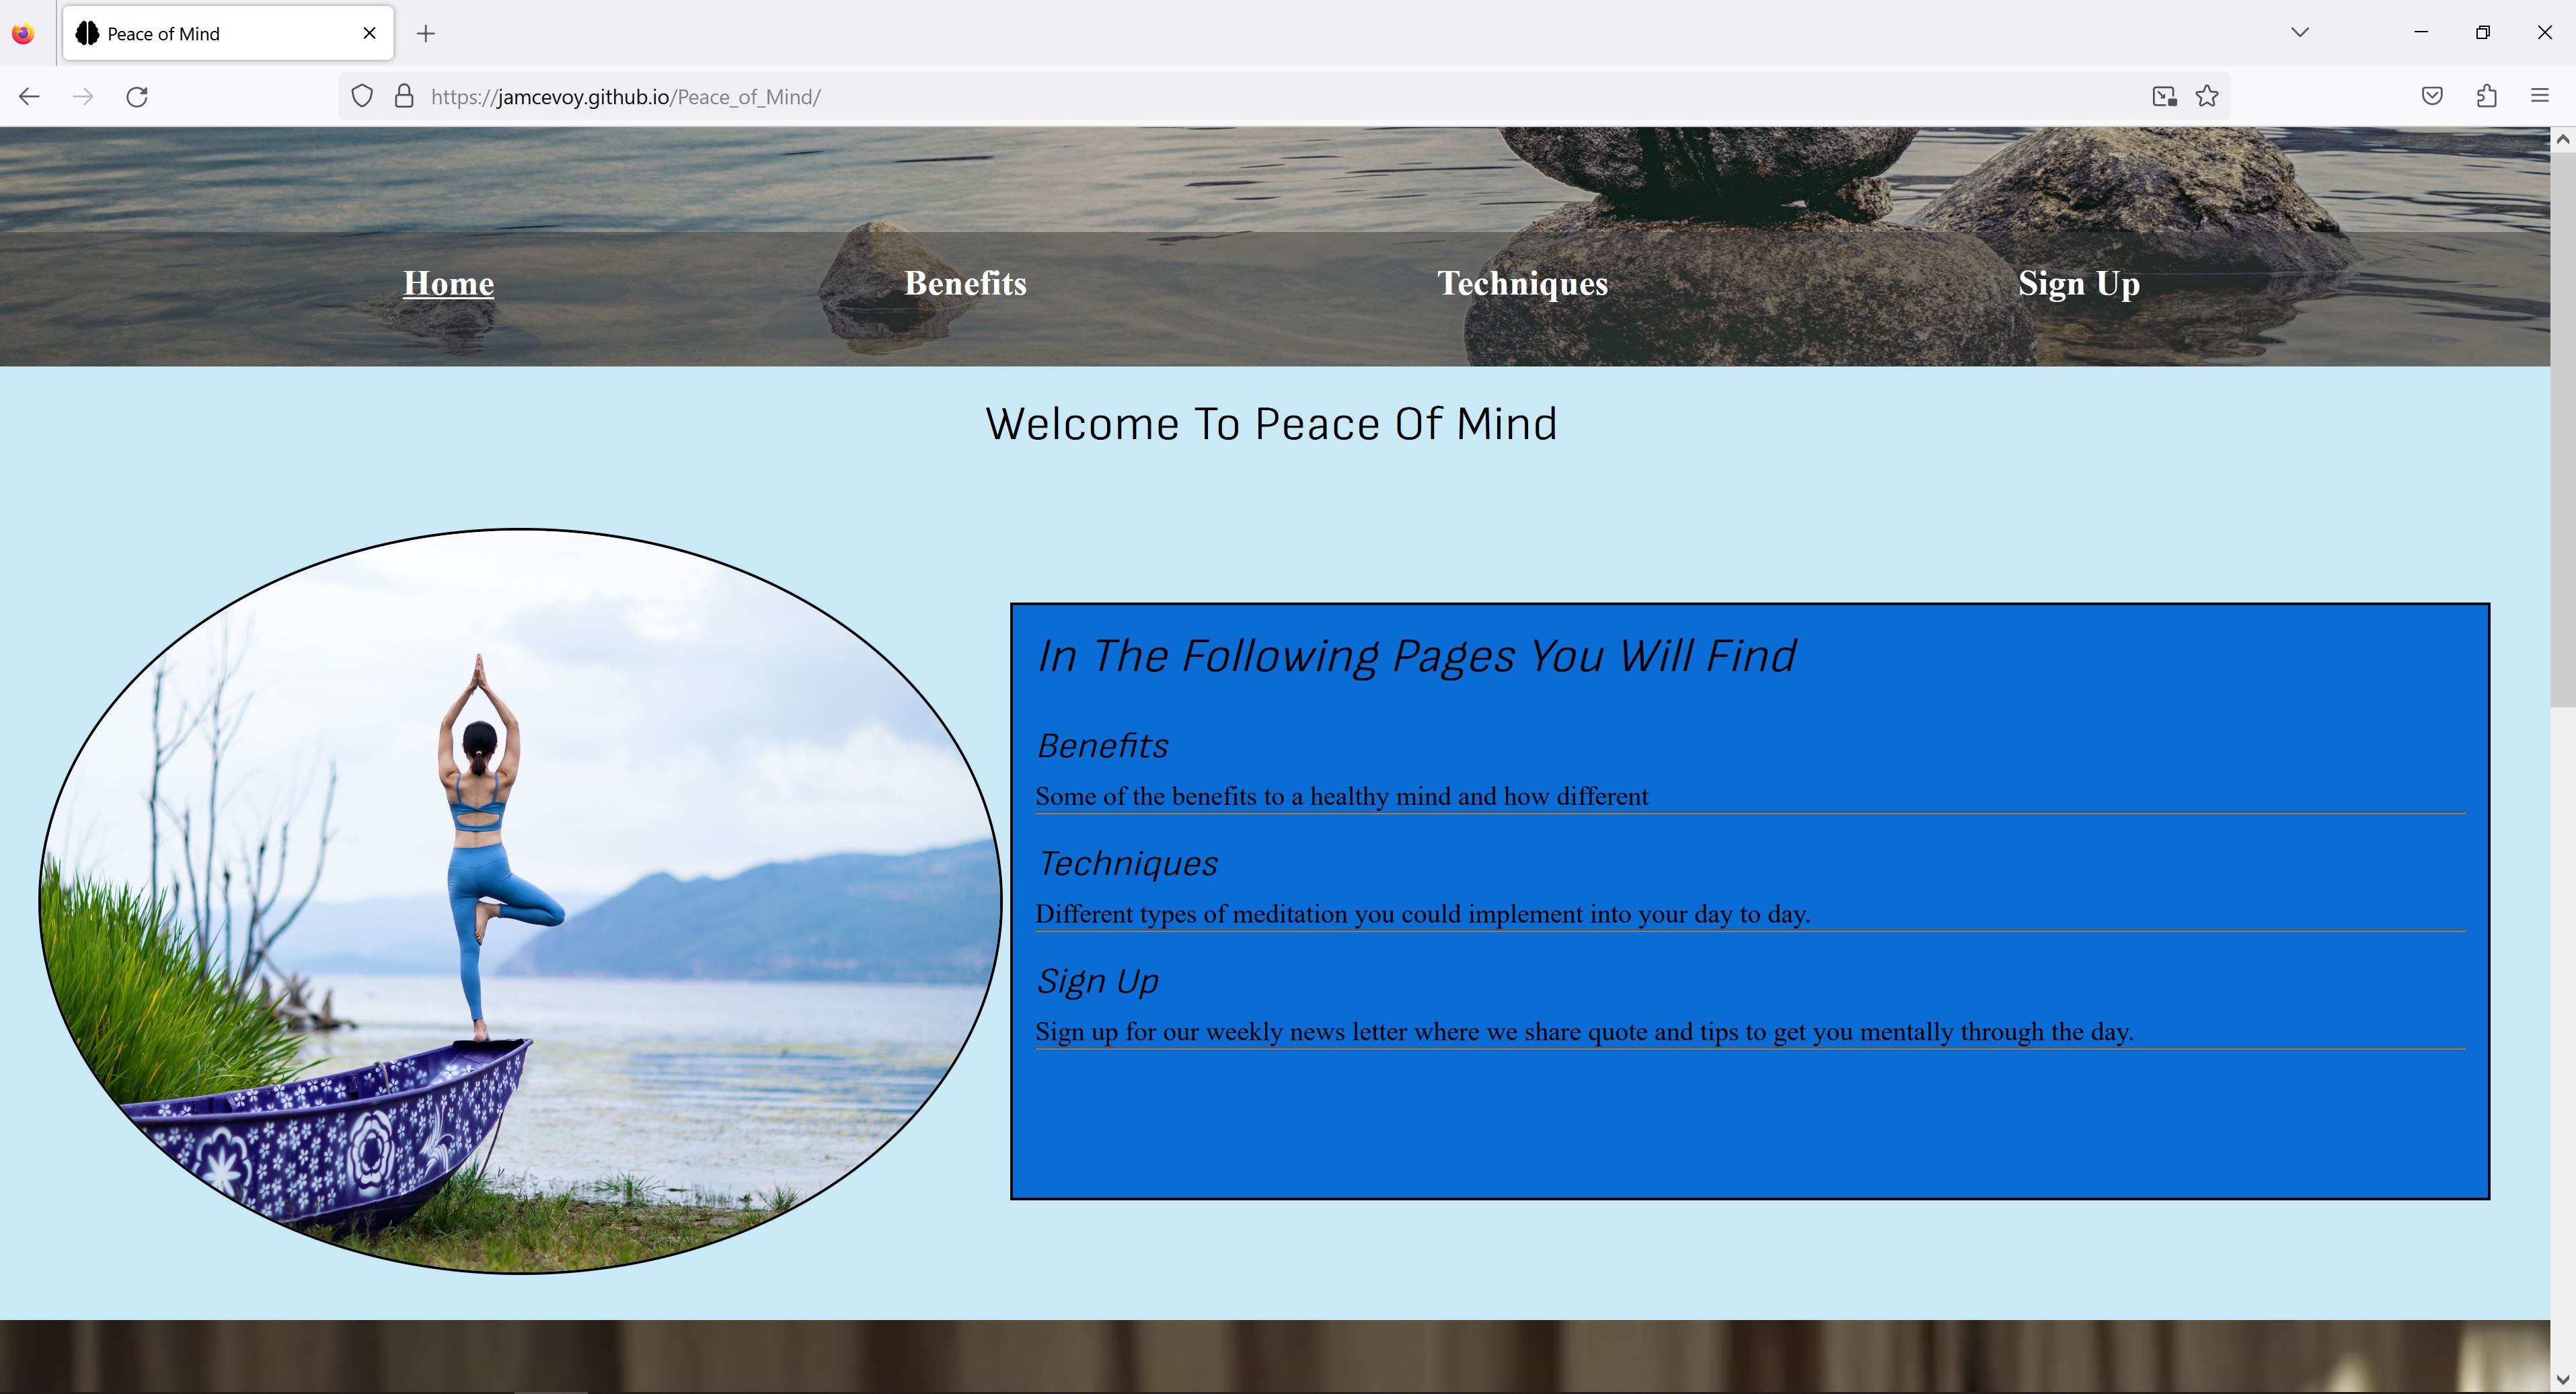 Peace of Mind
https://jamcevoy.github.io/Peace_of_Mind/
Home Benefits Techniques Sign Up
Welcome To Peace Of Mind
In The Following Pages You Will Find
Benefits
Some of the benefits to a healthy mind and how different
Techniques
Different types of meditation you could implement into your day to day.
Sign Up
Sign up for our weekly news letter where we share quote and tips to get you mentally through the day.